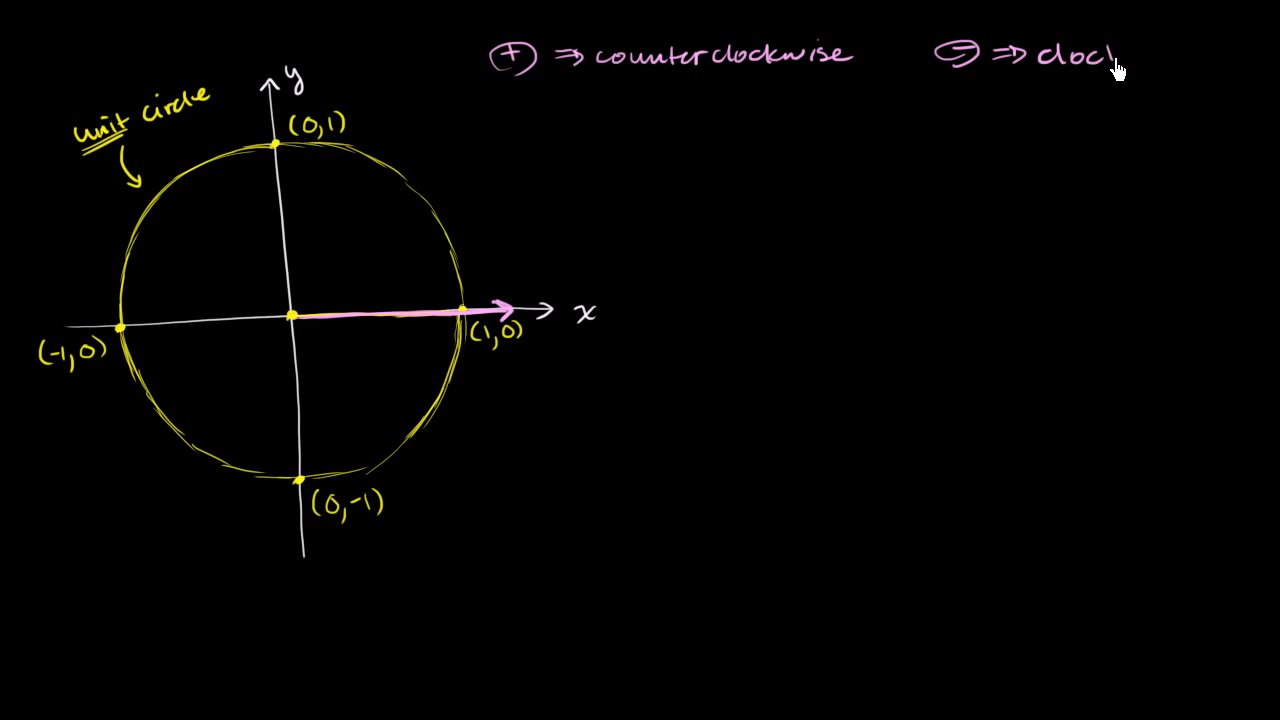 ⊕ ⇒ counterclockwise ⊖ ⇒ cloc
y
unit circle
(0,1)
x
(1,0)
(-1,0)
(0,-1)